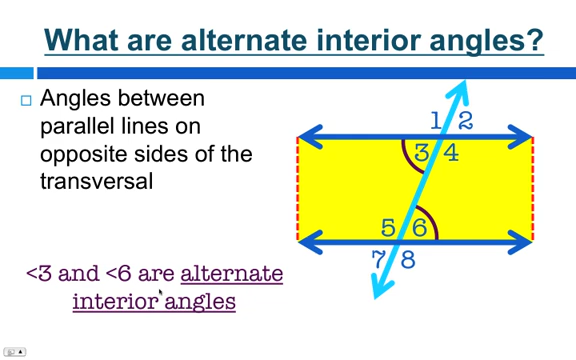 What are alternate interior angles?
Angles between
parallel lines on
opposite sides of the
transversal
1 2
3 4
5 6
7 8
<3 and <6 are alternate
interior angles